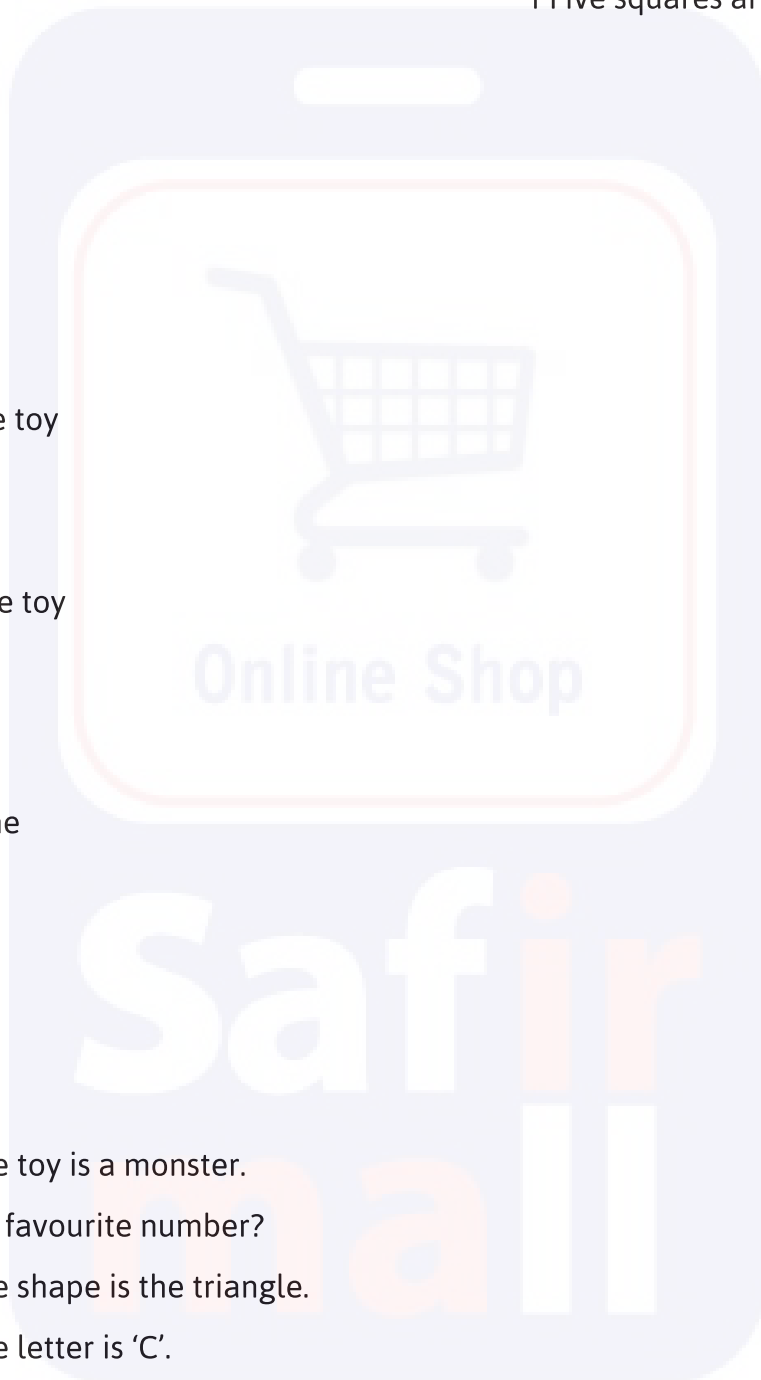 Five squares
toy
toy
Online Shop
Safir
toy is a monster.
favourite number?
shape is the triangle.
letter is ‘C’.
mall